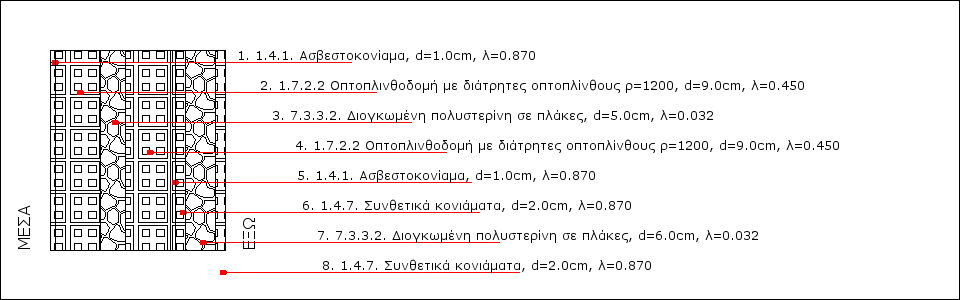 1. 1.4.1. Ασβεστοκονίαμα, d=1.0cm, λ=0.870
2. 1.7.2.2 Οπτοπλινθοδομή με διάτρητες οπτοπλίνθους ρ=1200, d=9.0cm, λ=0.450
3. 7.3.3.2. Διογκωμένη πολυστερίνη σε πλάκες, d=5.0cm, λ=0.032
4. 1.7.2.2 Οπτοπλινθοδομή με διάτρητες οπτοπλίνθους ρ=1200, d=9.0cm, λ=0.450
5. 1.4.1. Ασβεστοκονίαμα, d=1.0cm, λ=0.870
6. 1.4.7. Συνθετικά κονιάματα, d=2.0cm, λ=0.870
7. 7.3.3.2. Διογκωμένη πολυστερίνη σε πλάκες, d=6.0cm, λ=0.032
8. 1.4.7. Συνθετικά κονιάματα, d=2.0cm, λ=0.870
ΜΕΣΑ
ΕΞΩ